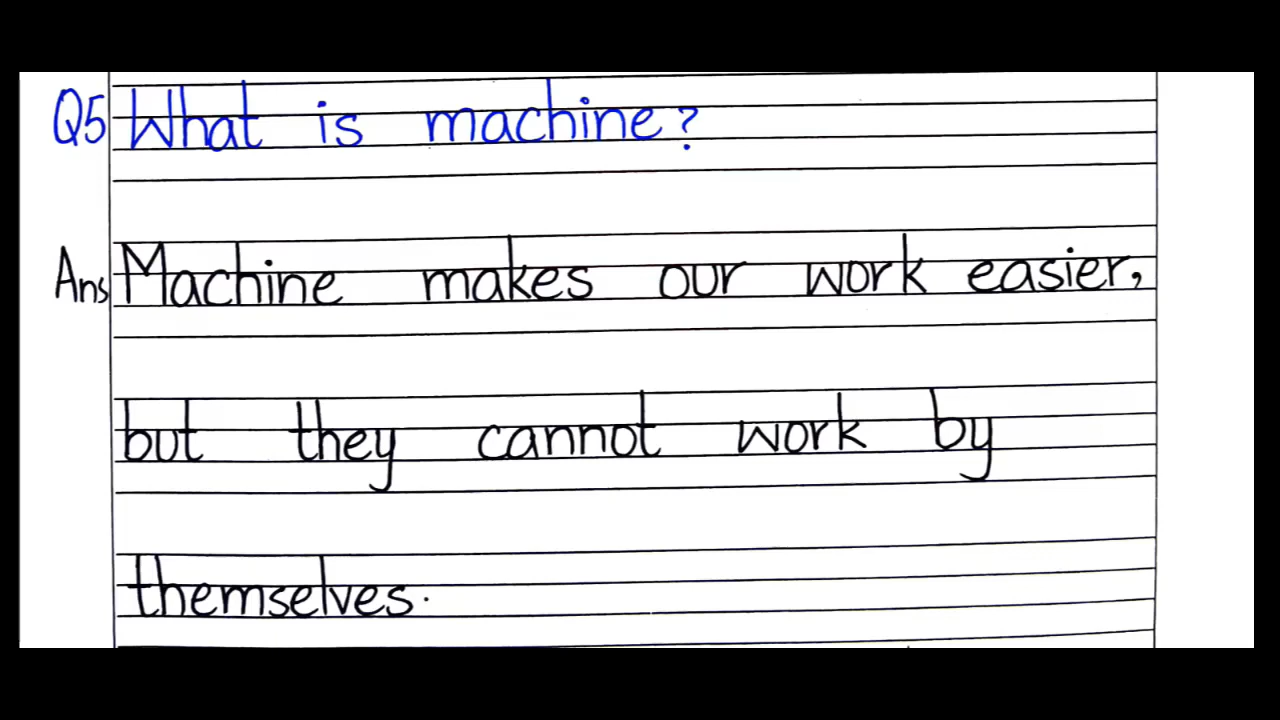 Q5 What is machine?
Ans Machine makes our work easier,
but they cannot work by
themselves.